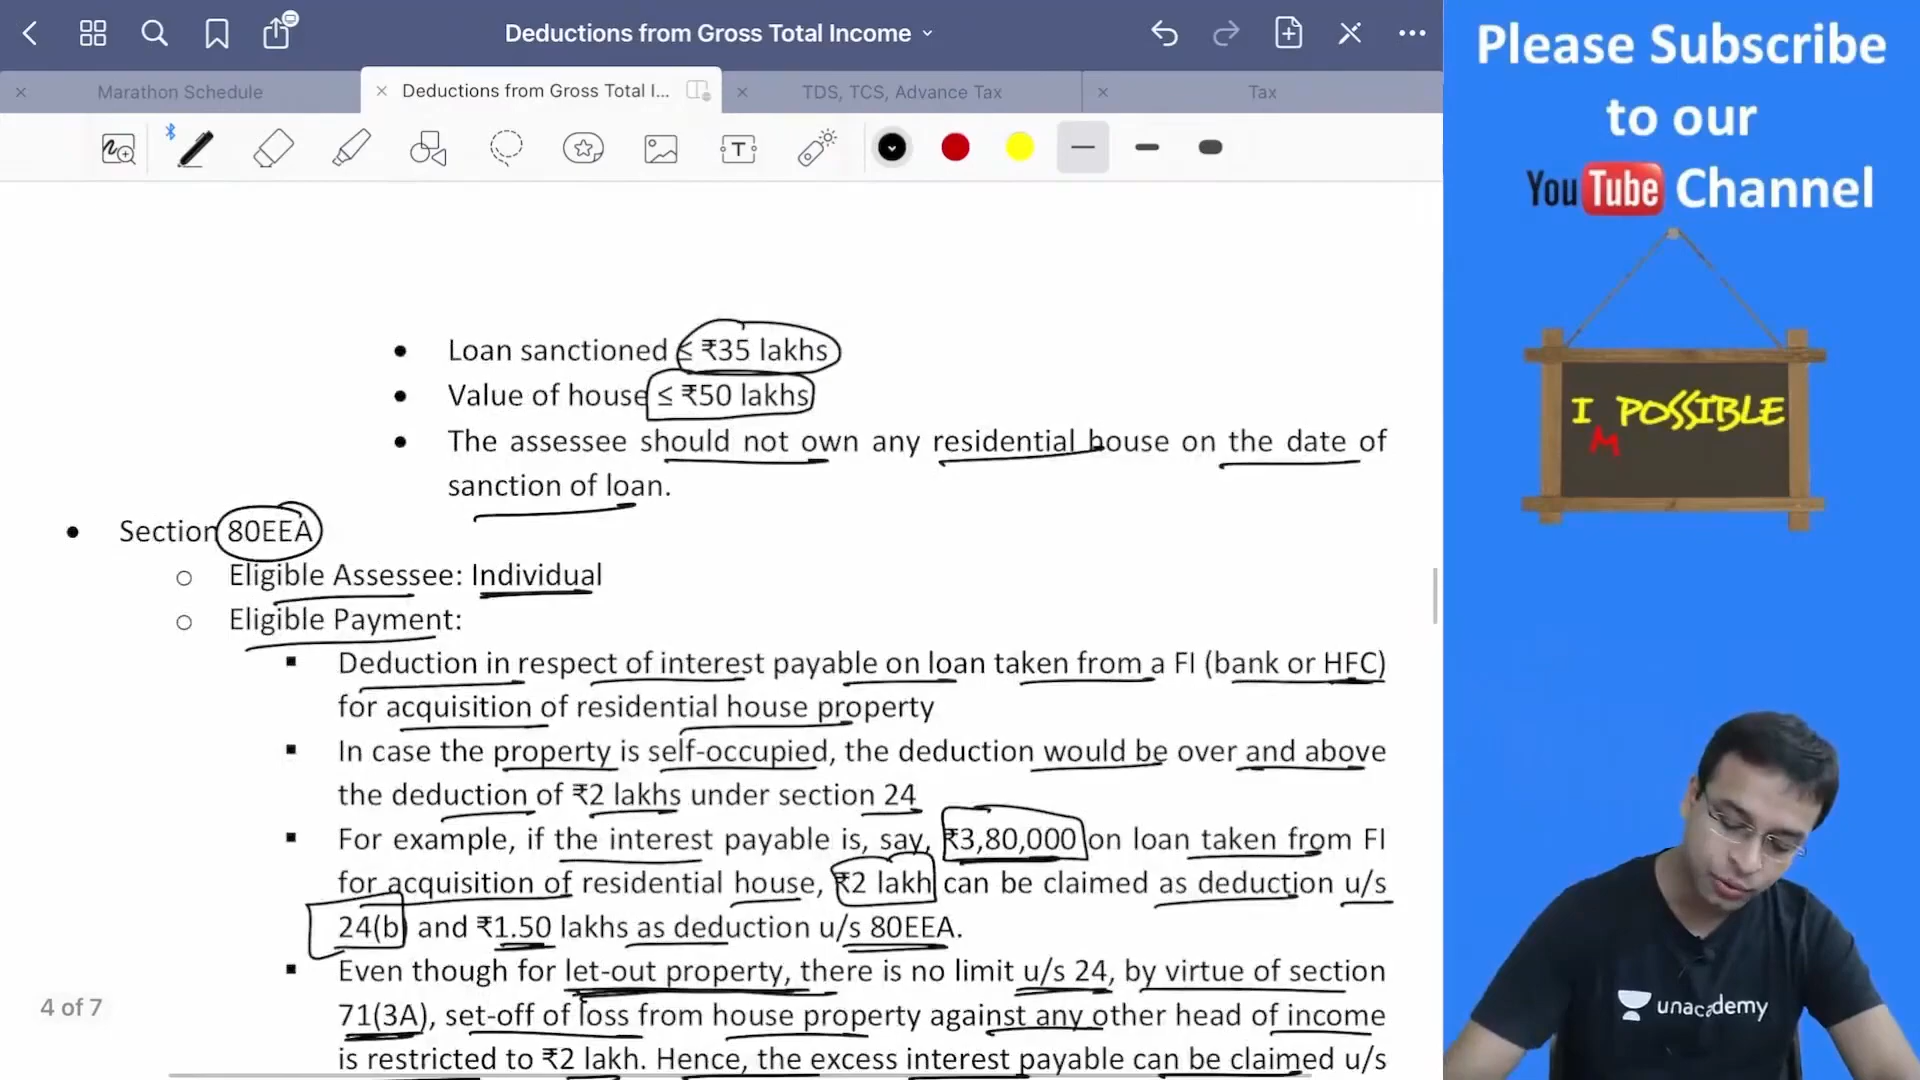 Deductions from Gross Total Income
Marathon Schedule
Deductions from Gross Total I...
TDS, TCS, Advance Tax
Tax
T
• Loan sanctioned ≤ ₹35 lakhs
• Value of house ≤ ₹50 lakhs
• The assessee should not own any residential house on the date of
sanction of loan.
• Section 80EEA
○ Eligible Assessee: Individual
○ Eligible Payment:
▪ Deduction in respect of interest payable on loan taken from a FI (bank or HFC)
for acquisition of residential house property
▪ In case the property is self-occupied, the deduction would be over and above
the deduction of ₹2 lakhs under section 24
▪ For example, if the interest payable is, say, ₹3,80,000 on loan taken from FI
for acquisition of residential house, ₹2 lakh can be claimed as deduction u/s
24(b) and ₹1.50 lakhs as deduction u/s 80EEA.
▪ Even though for let-out property, there is no limit u/s 24, by virtue of section
71(3A), set-off of loss from house property against any other head of income
is restricted to ₹2 lakh. Hence, the excess interest payable can be claimed u/s
4 of 7
Please Subscribe
to our
YouTube Channel
I POSSIBLE
M
unacademy